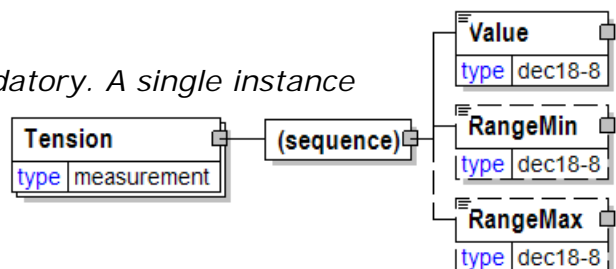 Value
type dec18-8
datory. A single instance
RangeMin
type dec18-8
Tension
type measurement
(sequence)
RangeMax
type dec18-8